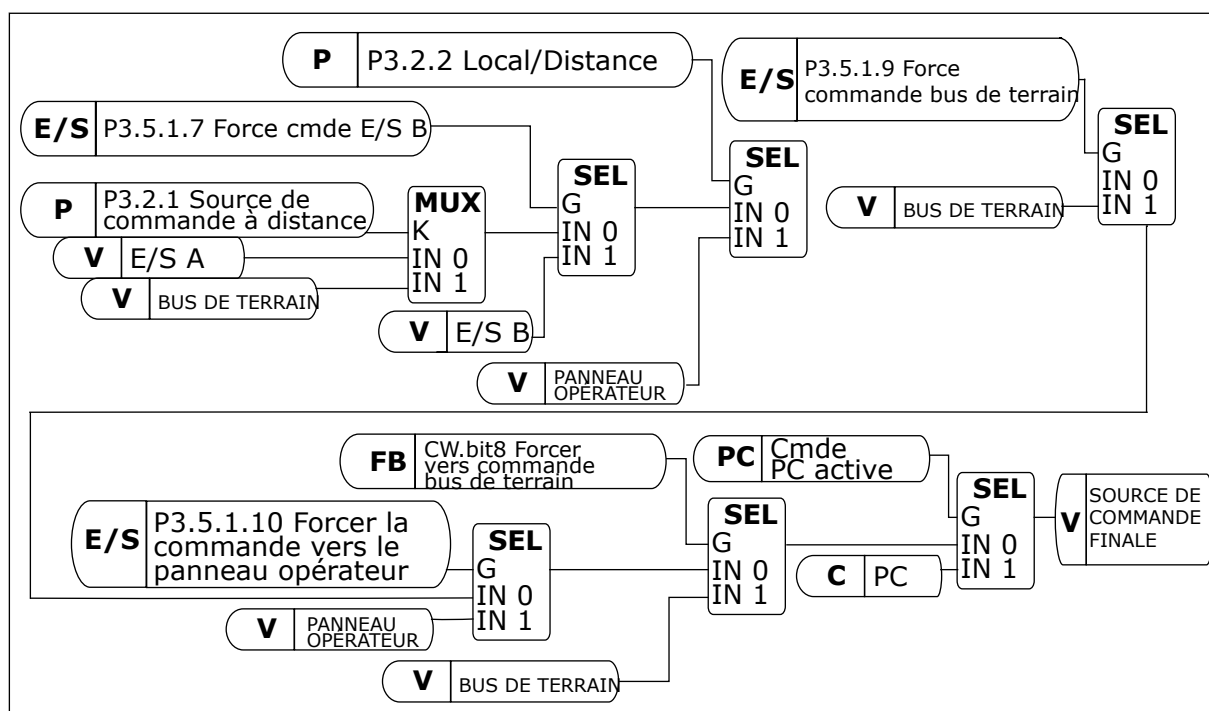 P P3.2.2 Local/Distance
E/S P3.5.1.9 Force
commande bus de terrain
E/S P3.5.1.7 Force cmde E/S B
P P3.2.1 Source de
commande à distance
V E/S A
V BUS DE TERRAIN
MUX
K
IN 0
IN 1
V E/S B
SEL
G
IN 0
IN 1
V PANNEAU
OPÉRATEUR
SEL
G
IN 0
IN 1
V BUS DE TERRAIN
SEL
G
IN 0
IN 1
E/S P3.5.1.10 Forcer la
commande vers le
panneau opérateur
V PANNEAU
OPÉRATEUR
SEL
G
IN 0
IN 1
FB CW.bit8 Forcer
vers commande
bus de terrain
V BUS DE TERRAIN
SEL
G
IN 0
IN 1
PC Cmde
PC active
C PC
SEL
G
IN 0
IN 1
V SOURCE DE
COMMANDE
FINALE